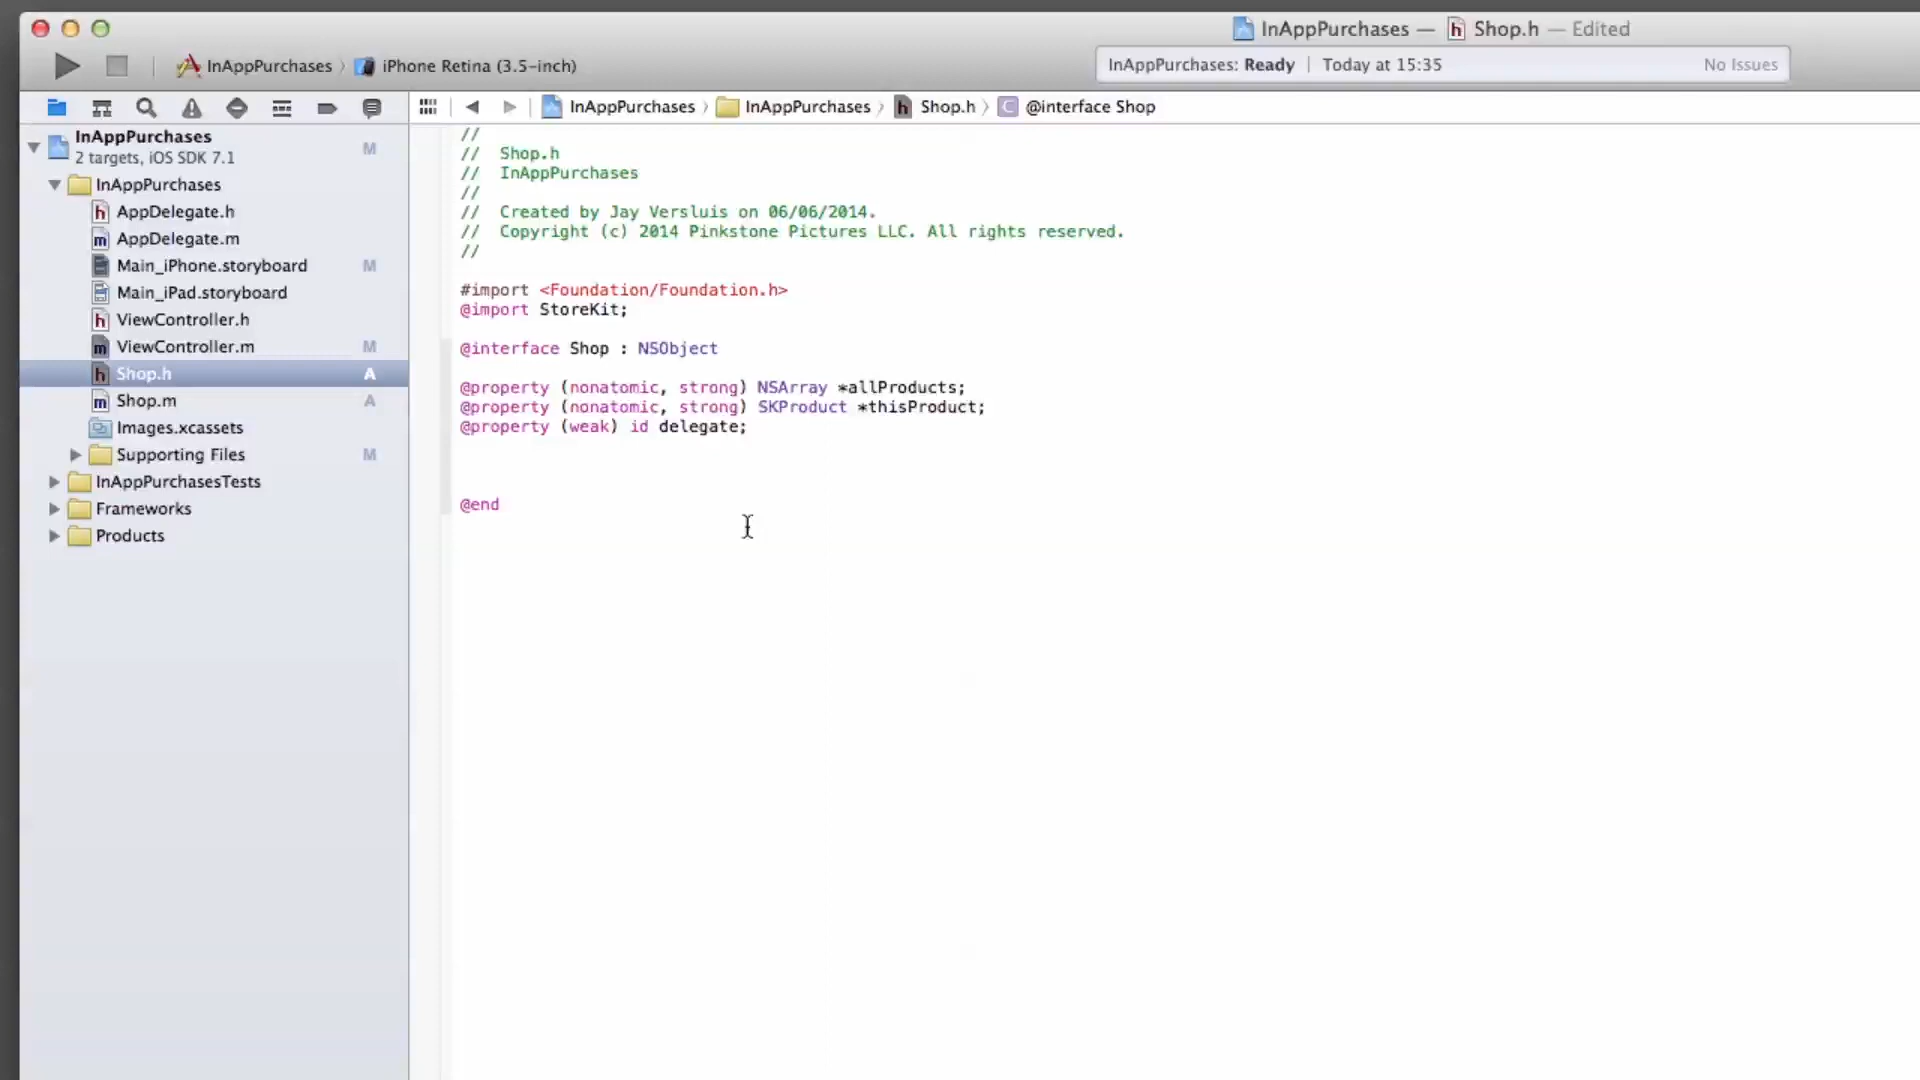 InAppPurchases — Shop.h — Edited
InAppPurchases iPhone Retina (3.5-inch)
InAppPurchases: Ready | Today at 15:35 No Issues
InAppPurchases InAppPurchases Shop.h @interface Shop
InAppPurchases M
2 targets, iOS SDK 7.1
InAppPurchases
AppDelegate.h
AppDelegate.m
Main_iPhone.storyboard M
Main_iPad.storyboard
ViewController.h
ViewController.m M
Shop.h A
Shop.m A
Images.xcassets
Supporting Files M
InAppPurchasesTests
Frameworks
Products
//
// Shop.h
// InAppPurchases
//
// Created by Jay Versluis on 06/06/2014.
// Copyright (c) 2014 Pinkstone Pictures LLC. All rights reserved.
//
#import <Foundation/Foundation.h>
@import StoreKit;
@interface Shop : NSObject
@property (nonatomic, strong) NSArray *allProducts;
@property (nonatomic, strong) SKProduct *thisProduct;
@property (weak) id delegate;
@end